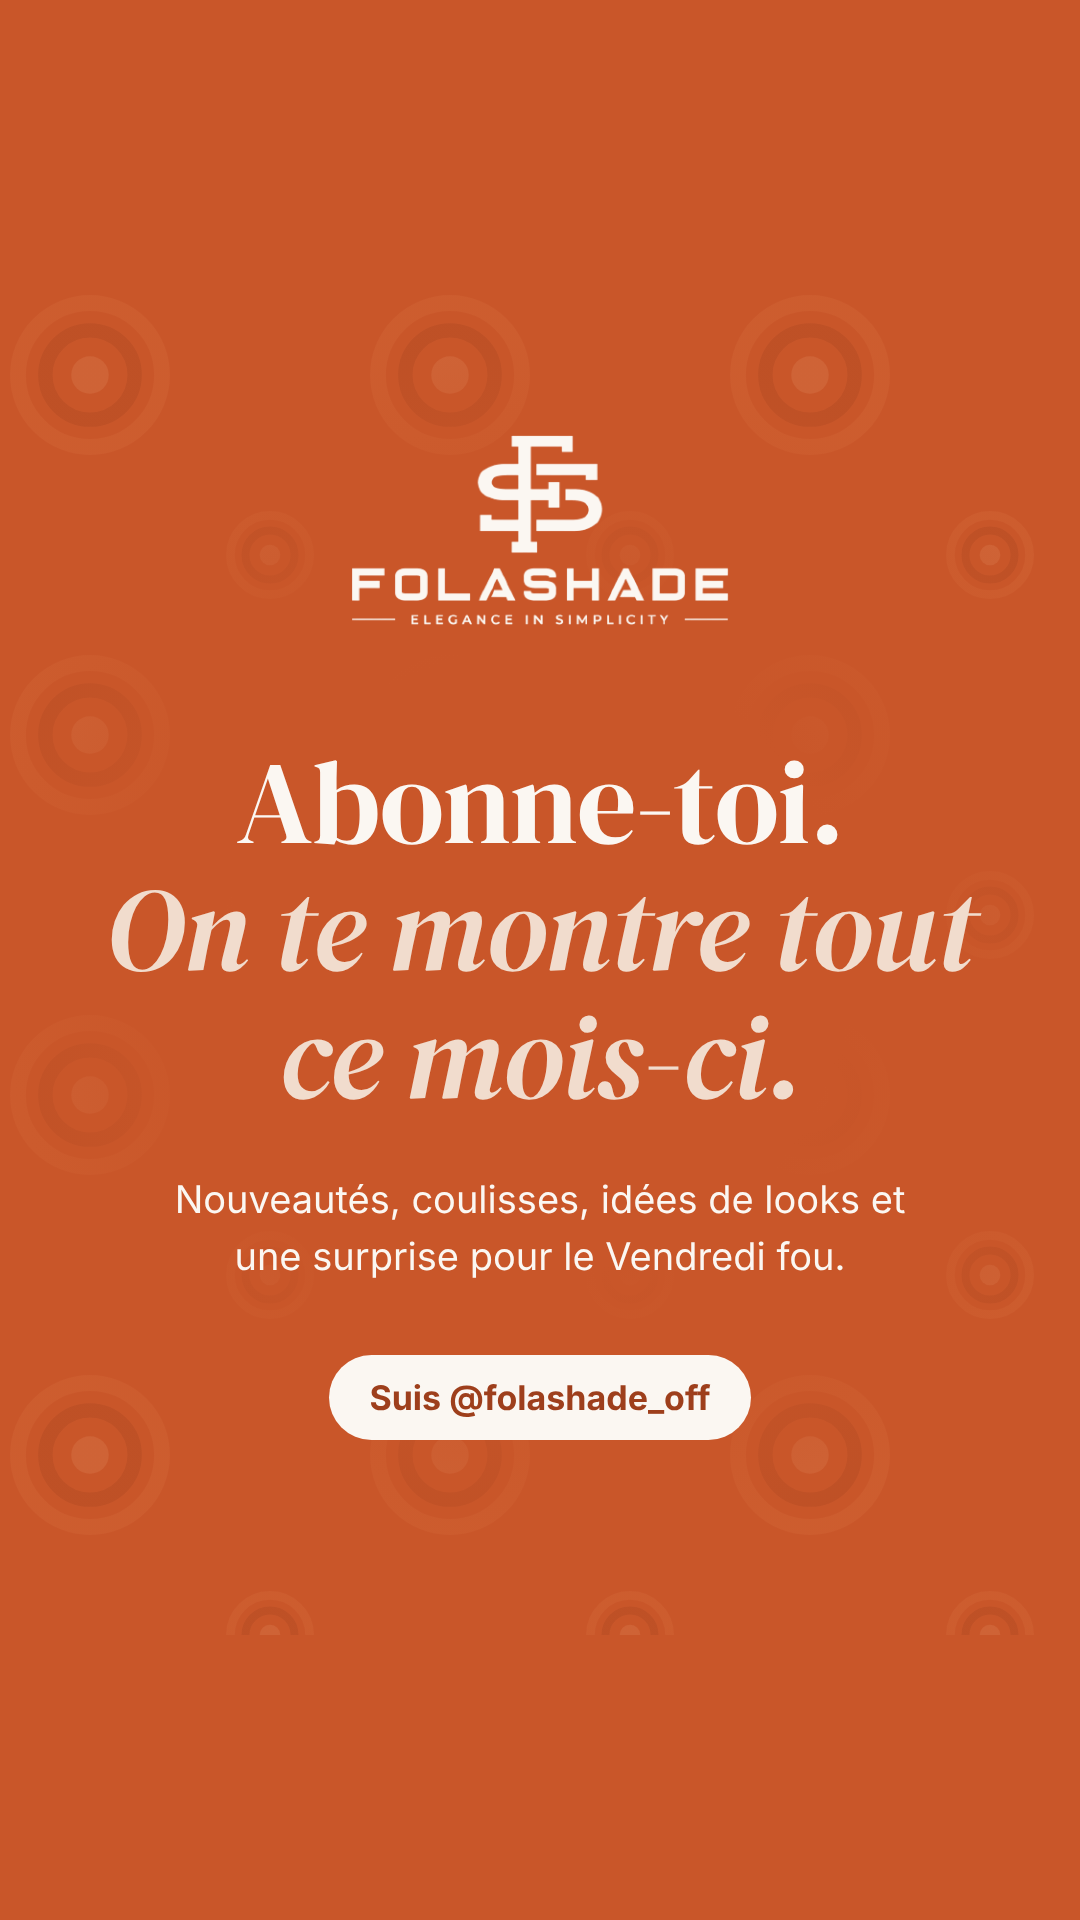 FS
FOLASHADE
ELEGANCE IN SIMPLICITY
Abonne-toi.
On te montre tout
ce mois-ci.
Nouveautés, coulisses, idées de looks et
une surprise pour le Vendredi fou.
Suis @folashade_off